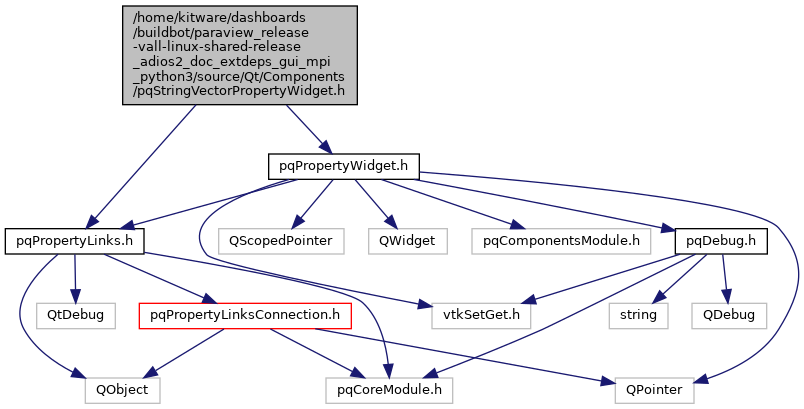 /home/kitware/dashboards
/buildbot/paraview_release
-vall-linux-shared-release
_adios2_doc_extdeps_gui_mpi
_python3/source/Qt/Components
/pqStringVectorPropertyWidget.h
pqPropertyWidget.h
pqPropertyLinks.h
QScopedPointer
QWidget
pqComponentsModule.h
pqDebug.h
QtDebug
pqPropertyLinksConnection.h
vtkSetGet.h
string
QDebug
QObject
pqCoreModule.h
QPointer